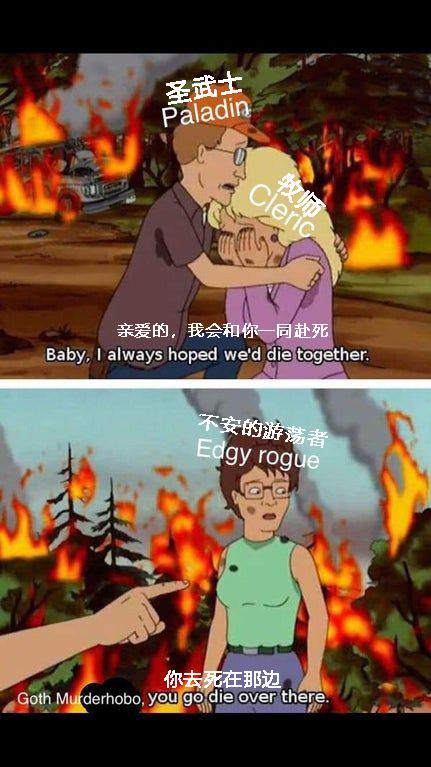 圣武士
Paladin
牧师
Cleric
亲爱的，我会和你一同赴死
Baby, I always hoped we'd die together.
不安的游荡者
Edgy rogue
你去死在那边
Goth Murderhobo, you go die over there.